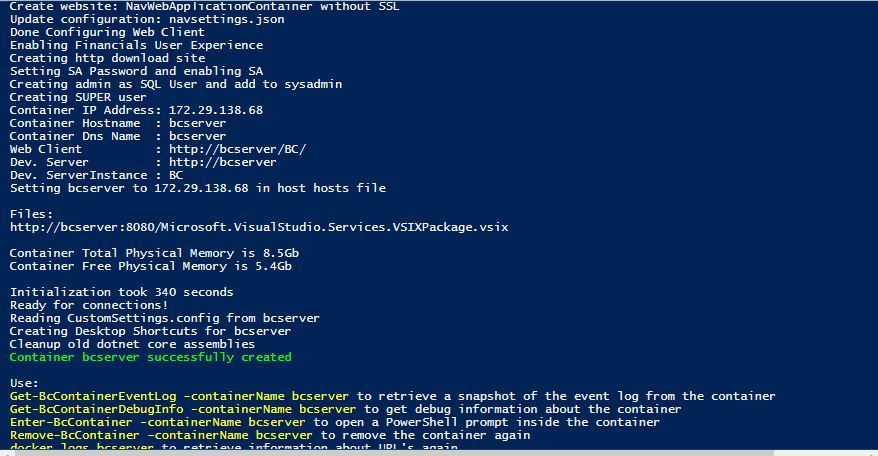 Create website: NavWebApplicationContainer without SSL
Update configuration: navsettings.json
Done Configuring Web Client
Enabling Financials User Experience
Creating http download site
Setting SA Password and enabling SA
Creating admin as SQL User and add to sysadmin
Creating SUPER user
Container IP Address: 172.29.138.68
Container Hostname  : bcserver
Container Dns Name  : bcserver
Web Client          : http://bcserver/BC/
Dev. Server         : http://bcserver
Dev. ServerInstance : BC
Setting bcserver to 172.29.138.68 in host hosts file
Files:
http://bcserver:8080/Microsoft.VisualStudio.Services.VSIXPackage.vsix
Container Total Physical Memory is 8.5Gb
Container Free Physical Memory is 5.4Gb
Initialization took 340 seconds
Ready for connections!
Reading CustomSettings.config from bcserver
Creating Desktop Shortcuts for bcserver
Cleanup old dotnet core assemblies
Container bcserver successfully created
Use:
Get-BcContainerEventLog -containerName bcserver to retrieve a snapshot of the event log from the container
Get-BcContainerDebugInfo -containerName bcserver to get debug information about the container
Enter-BcContainer -containerName bcserver to open a PowerShell prompt inside the container
Remove-BcContainer -containerName bcserver to remove the container again
docker logs bcserver to retrieve information about URL's again